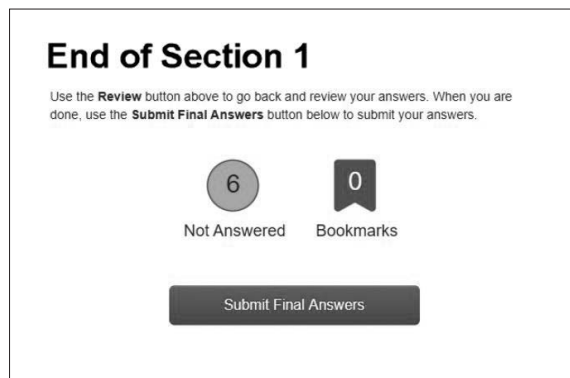 End of Section 1
Use the Review button above to go back and review your answers. When you are
done, use the Submit Final Answers button below to submit your answers.
6
0
Not Answered
Bookmarks
Submit Final Answers